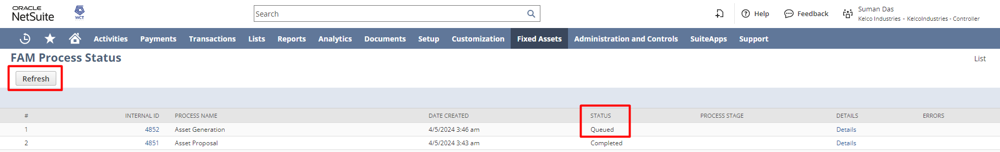 ORACLE
NetSuite
WCT
Search
Help
Feedback
Suman Das
Kelco Industries - KelcoIndustries - Controller
Activities Payments Transactions Lists Reports Analytics Documents Setup Customization Fixed Assets Administration and Controls SuiteApps Support
FAM Process Status
List
Refresh
# INTERNAL ID PROCESS NAME DATE CREATED STATUS PROCESS STAGE DETAILS ERRORS
1 4852 Asset Generation 4/5/2024 3:46 am Queued Details
2 4851 Asset Proposal 4/5/2024 3:43 am Completed Details